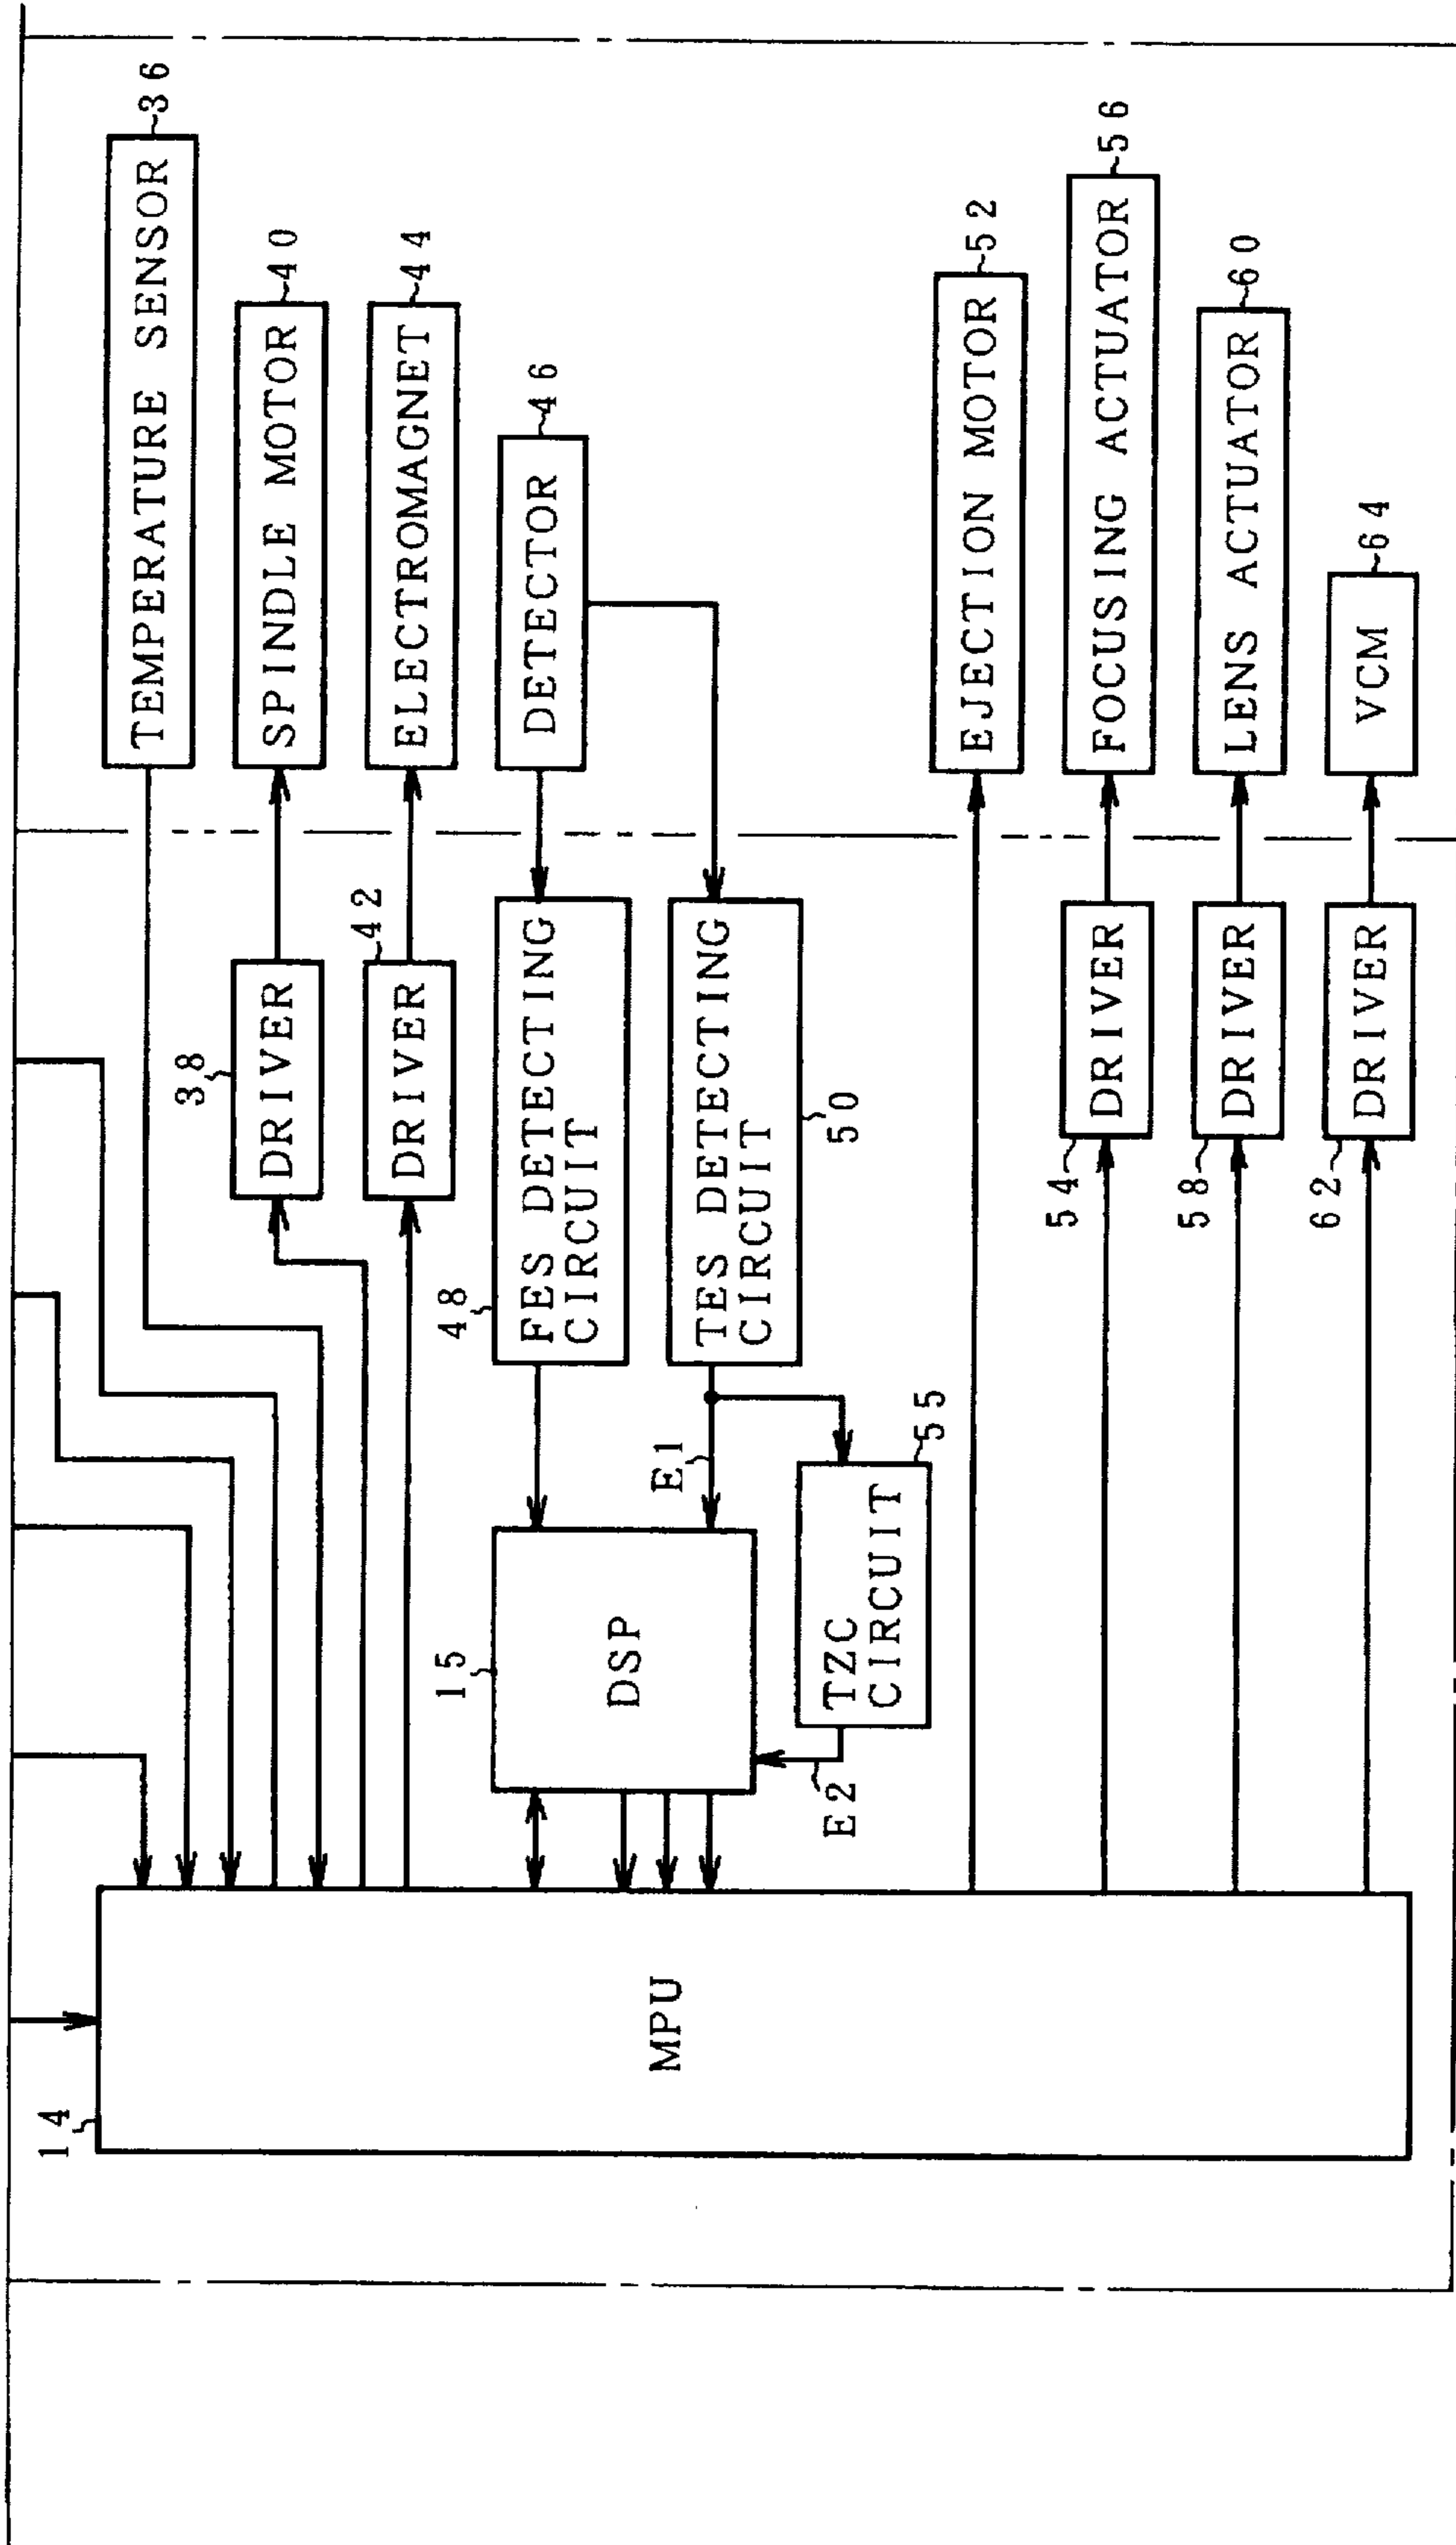 14
MPU
TEMPERATURE SENSOR
36
38
DRIVER
SPINDLE MOTOR
40
DRIVER
42
ELECTROMAGNET
44
15
DSP
48
FES DETECTING
CIRCUIT
DETECTOR
46
E1
TES DETECTING
CIRCUIT
50
E2
TZC
CIRCUIT
55
EJECTION MOTOR
52
54
DRIVER
FOCUSING ACTUATOR
56
58
DRIVER
LENS ACTUATOR
60
62
DRIVER
VCM
64